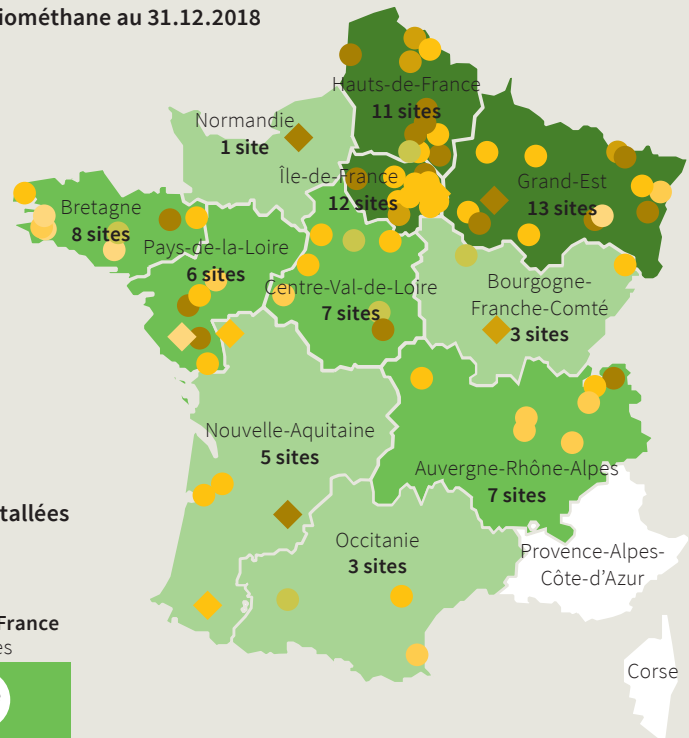 iométhane au 31.12.2018
Hauts-de-France
11 sites
Normandie
1 site
Île-de-France
12 sites
Grand-Est
13 sites
Bretagne
8 sites
Pays-de-la-Loire
6 sites
Centre-Val-de-Loire
7 sites
Bourgogne-
Franche-Comté
3 sites
Nouvelle-Aquitaine
5 sites
Auvergne-Rhône-Alpes
7 sites
tallées
Occitanie
3 sites
Provence-Alpes-
Côte-d'Azur
France
es
Corse